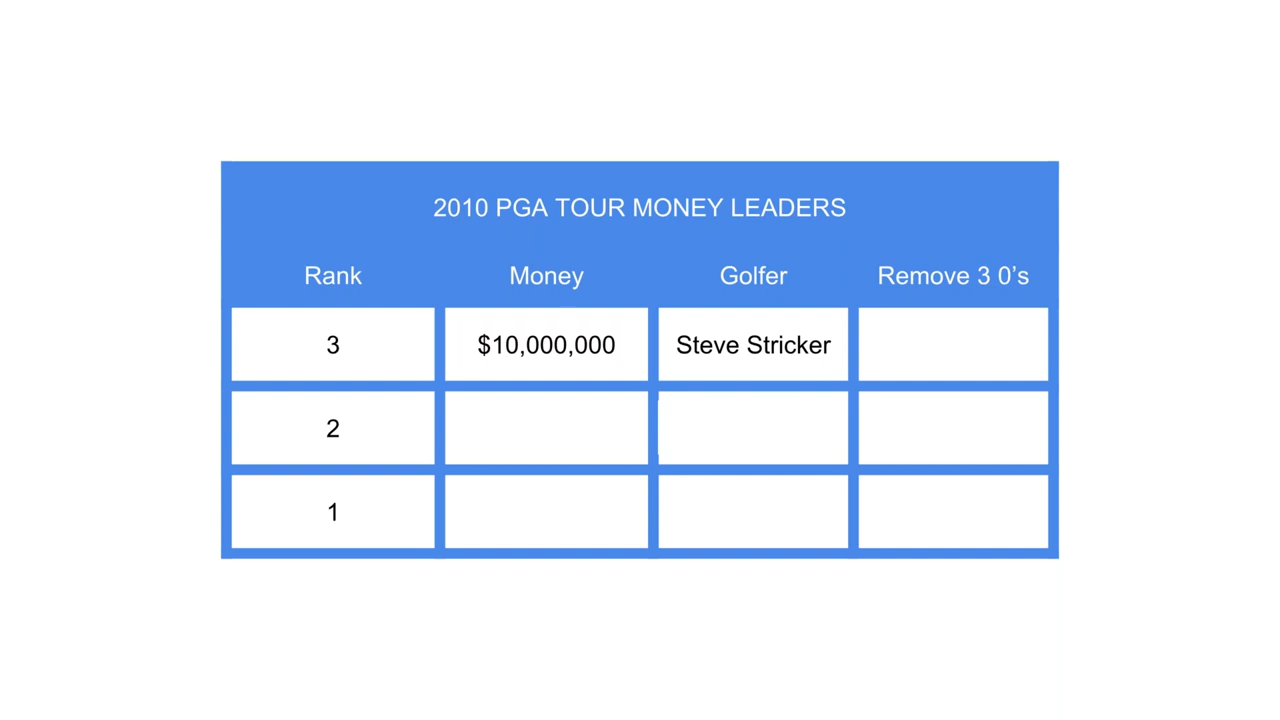 2010 PGA TOUR MONEY LEADERS
Rank Money Golfer Remove 3 0’s
3 $10,000,000 Steve Stricker
2
1